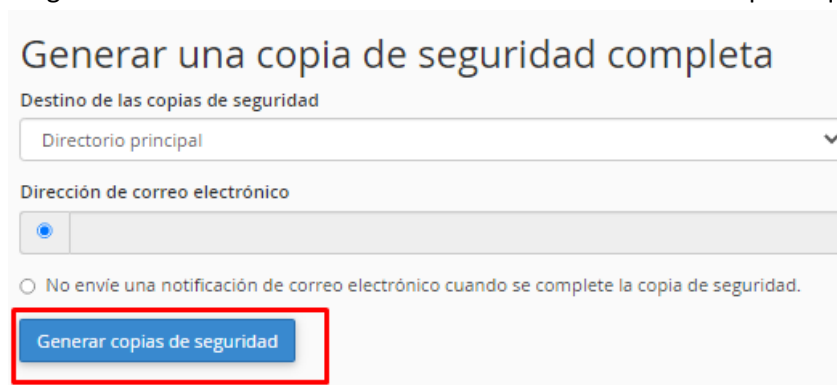 Generar una copia de seguridad completa
Destino de las copias de seguridad
Directorio principal
Dirección de correo electrónico
No envíe una notificación de correo electrónico cuando se complete la copia de seguridad.
Generar copias de seguridad